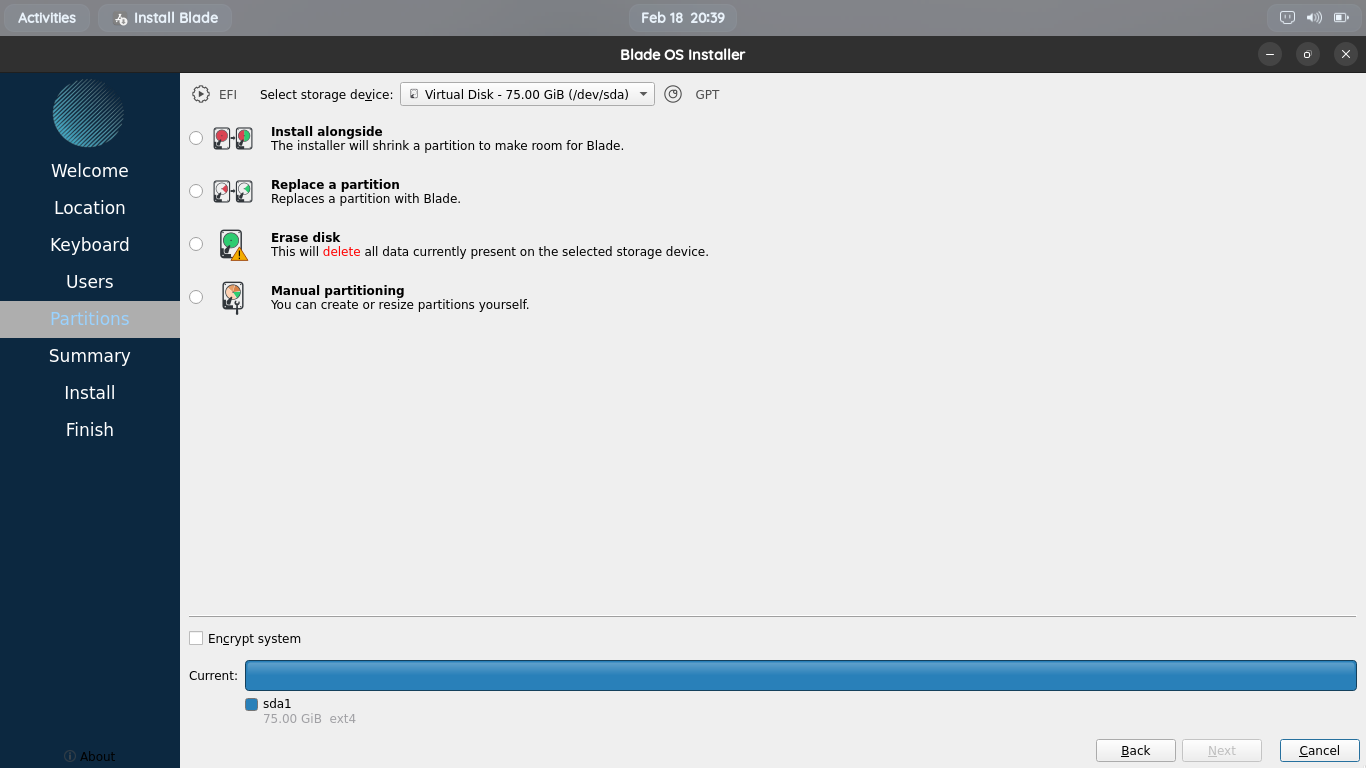 Activities
Install Blade
Feb 18 20:39
Blade OS Installer
Welcome
Location
Keyboard
Users
Partitions
Summary
Install
Finish
About
EFI
Select storage device:
Virtual Disk - 75.00 GiB (/dev/sda)
GPT
Install alongside
The installer will shrink a partition to make room for Blade.
Replace a partition
Replaces a partition with Blade.
Erase disk
This will delete all data currently present on the selected storage device.
Manual partitioning
You can create or resize partitions yourself.
Encrypt system
Current:
sda1
75.00 GiB ext4
Back
Next
Cancel